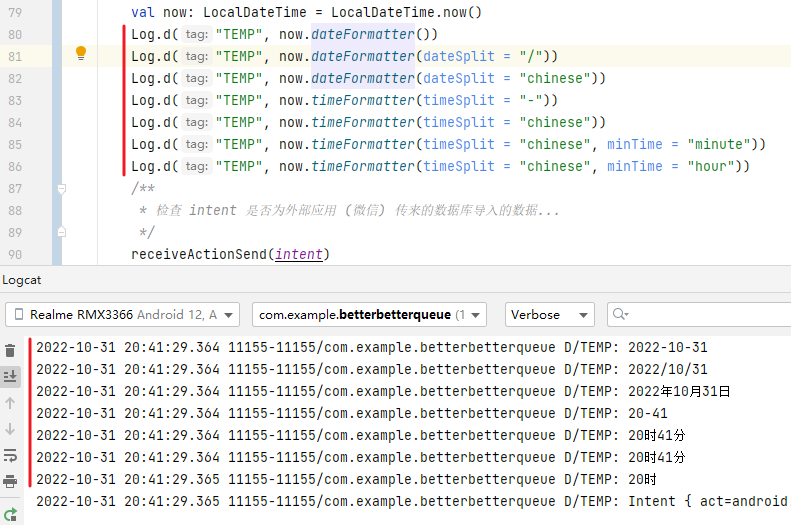 79 val now: LocalDateTime = LocalDateTime.now()
80 Log.d( tag: "TEMP", now.dateFormatter())
81 Log.d( tag: "TEMP", now.dateFormatter(dateSplit = "/"))
82 Log.d( tag: "TEMP", now.dateFormatter(dateSplit = "chinese"))
83 Log.d( tag: "TEMP", now.timeFormatter(timeSplit = "-"))
84 Log.d( tag: "TEMP", now.timeFormatter(timeSplit = "chinese"))
85 Log.d( tag: "TEMP", now.timeFormatter(timeSplit = "chinese", minTime = "minute"))
86 Log.d( tag: "TEMP", now.timeFormatter(timeSplit = "chinese", minTime = "hour"))
87 /**
88 * 检查 intent 是否为外部应用 (微信) 传来的数据库导入的数据...
89 */
90 receiveActionSend(intent)
Logcat
Realme RMX3366 Android 12, A com.example.betterbetterqueue (1 Verbose
2022-10-31 20:41:29.364 11155-11155/com.example.betterbetterqueue D/TEMP: 2022-10-31
2022-10-31 20:41:29.364 11155-11155/com.example.betterbetterqueue D/TEMP: 2022/10/31
2022-10-31 20:41:29.364 11155-11155/com.example.betterbetterqueue D/TEMP: 2022年10月31日
2022-10-31 20:41:29.364 11155-11155/com.example.betterbetterqueue D/TEMP: 20-41
2022-10-31 20:41:29.364 11155-11155/com.example.betterbetterqueue D/TEMP: 20时41分
2022-10-31 20:41:29.364 11155-11155/com.example.betterbetterqueue D/TEMP: 20时41分
2022-10-31 20:41:29.365 11155-11155/com.example.betterbetterqueue D/TEMP: 20时
2022-10-31 20:41:29.365 11155-11155/com.example.betterbetterqueue D/TEMP: Intent { act=android